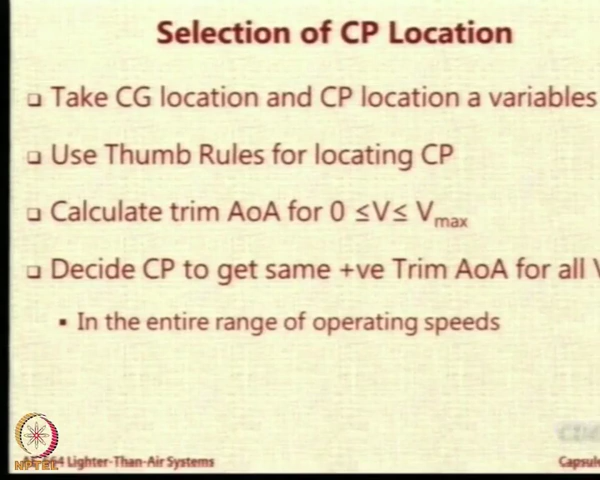 Selection of CP Location
❑ Take CG location and CP location a variables
❑ Use Thumb Rules for locating CP
❑ Calculate trim AoA for 0 ≤V≤ Vmax
❑ Decide CP to get same +ve Trim AoA for all V
▪ In the entire range of operating speeds
NPTEL
Lighter-Than-Air Systems
Capsule